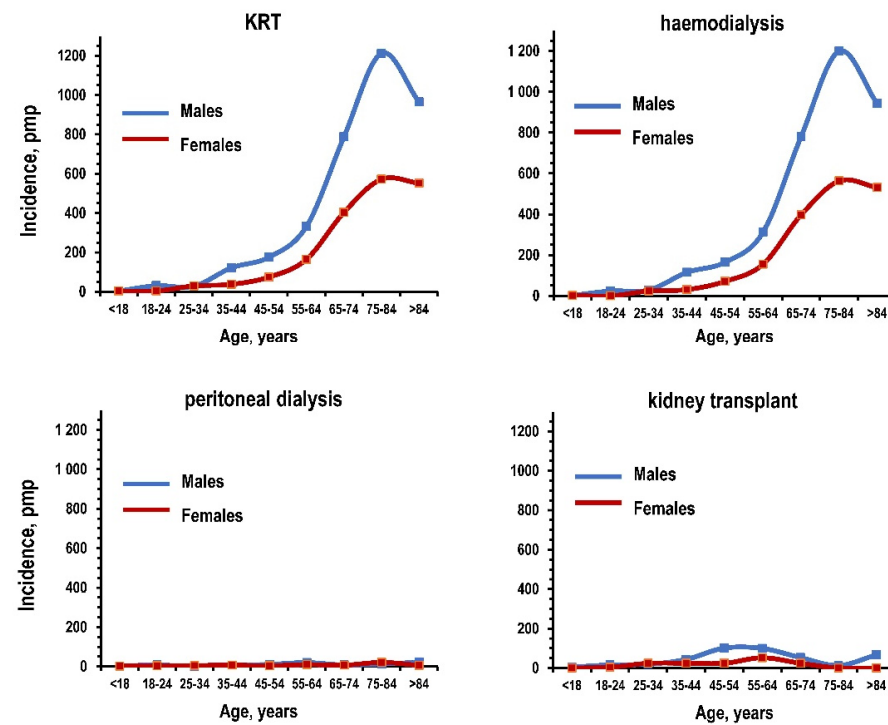 KRT
1200
1000
800
600
400
200
0
Incidence, pmp
Males
Females
<18 18-24 25-34 35-44 45-54 55-64 65-74 75-84 >84
Age, years
haemodialysis
1 200
1 000
800
600
400
200
0
Males
Females
<18 18-24 25-34 35-44 45-54 55-64 65-74 75-84 >84
Age, years
peritoneal dialysis
1 200
1 000
800
600
400
200
0
Incidence, pmp
Males
Females
<18 18-24 25-34 35-44 45-54 55-64 65-74 75-84 >84
Age, years
kidney transplant
1200
1000
800
600
400
200
0
Males
Females
<18 18-24 25-34 35-44 45-54 55-64 65-74 75-84 >84
Age, years